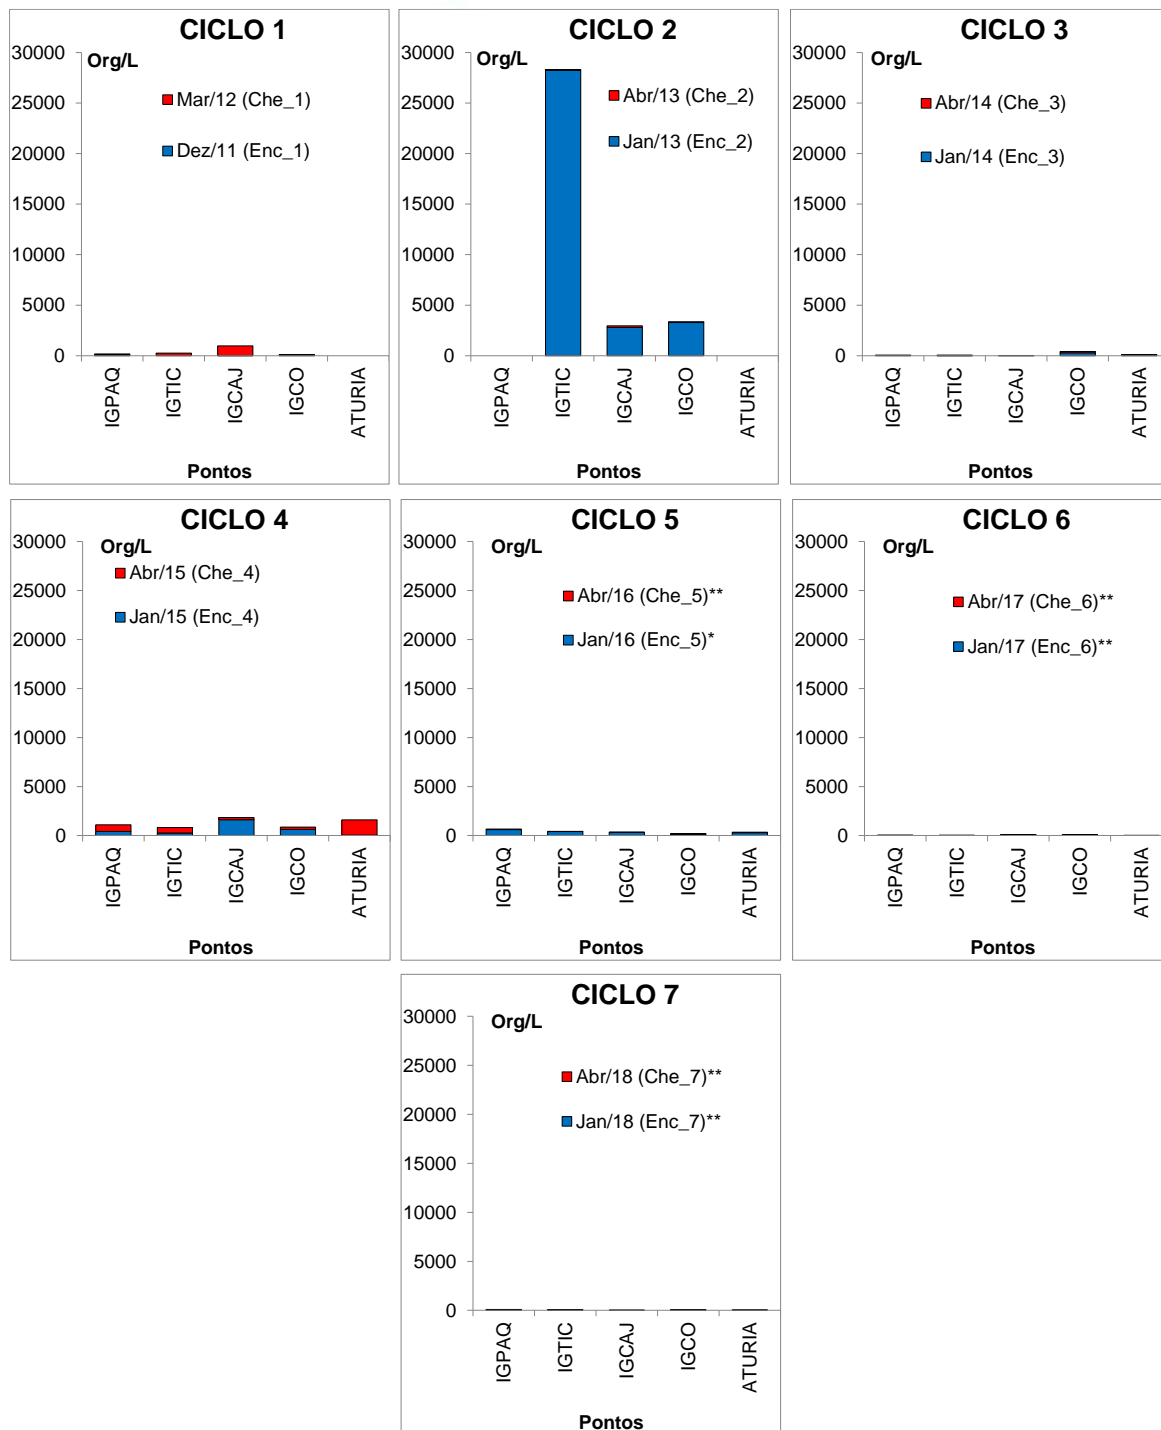 CICLO 1
Org/L
30000
25000
20000
15000
10000
5000
0
Mar/12 (Che_1)
Dez/11 (Enc_1)
IGPAQ
IGTIC
IGCAJ
IGCO
ATURIA
Pontos
CICLO 2
Org/L
30000
25000
20000
15000
10000
5000
0
Abr/13 (Che_2)
Jan/13 (Enc_2)
IGPAQ
IGTIC
IGCAJ
IGCO
ATURIA
Pontos
CICLO 3
Org/L
30000
25000
20000
15000
10000
5000
0
Abr/14 (Che_3)
Jan/14 (Enc_3)
IGPAQ
IGTIC
IGCAJ
IGCO
ATURIA
Pontos
CICLO 4
Org/L
30000
25000
20000
15000
10000
5000
0
Abr/15 (Che_4)
Jan/15 (Enc_4)
IGPAQ
IGTIC
IGCAJ
IGCO
ATURIA
Pontos
CICLO 5
Org/L
30000
25000
20000
15000
10000
5000
0
Abr/16 (Che_5)**
Jan/16 (Enc_5)*
IGPAQ
IGTIC
IGCAJ
IGCO
ATURIA
Pontos
CICLO 6
Org/L
30000
25000
20000
15000
10000
5000
0
Abr/17 (Che_6)**
Jan/17 (Enc_6)**
IGPAQ
IGTIC
IGCAJ
IGCO
ATURIA
Pontos
CICLO 7
Org/L
30000
25000
20000
15000
10000
5000
0
Abr/18 (Che_7)**
Jan/18 (Enc_7)**
IGPAQ
IGTIC
IGCAJ
IGCO
ATURIA
Pontos